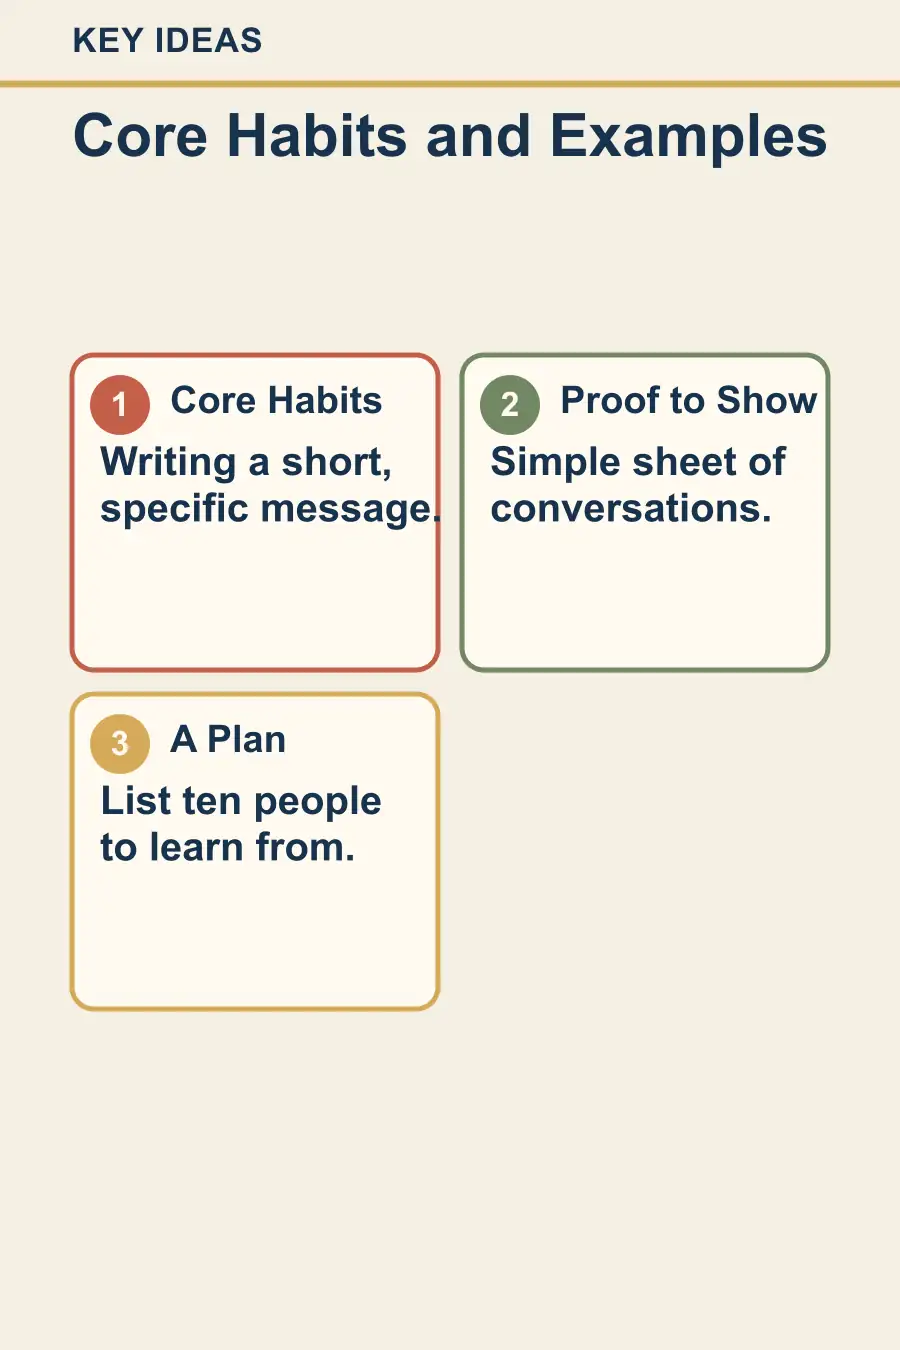 KEY IDEAS
Core Habits and Examples
1 Core Habits
Writing a short,
specific message.
2 Proof to Show
Simple sheet of
conversations.
3 A Plan
List ten people
to learn from.